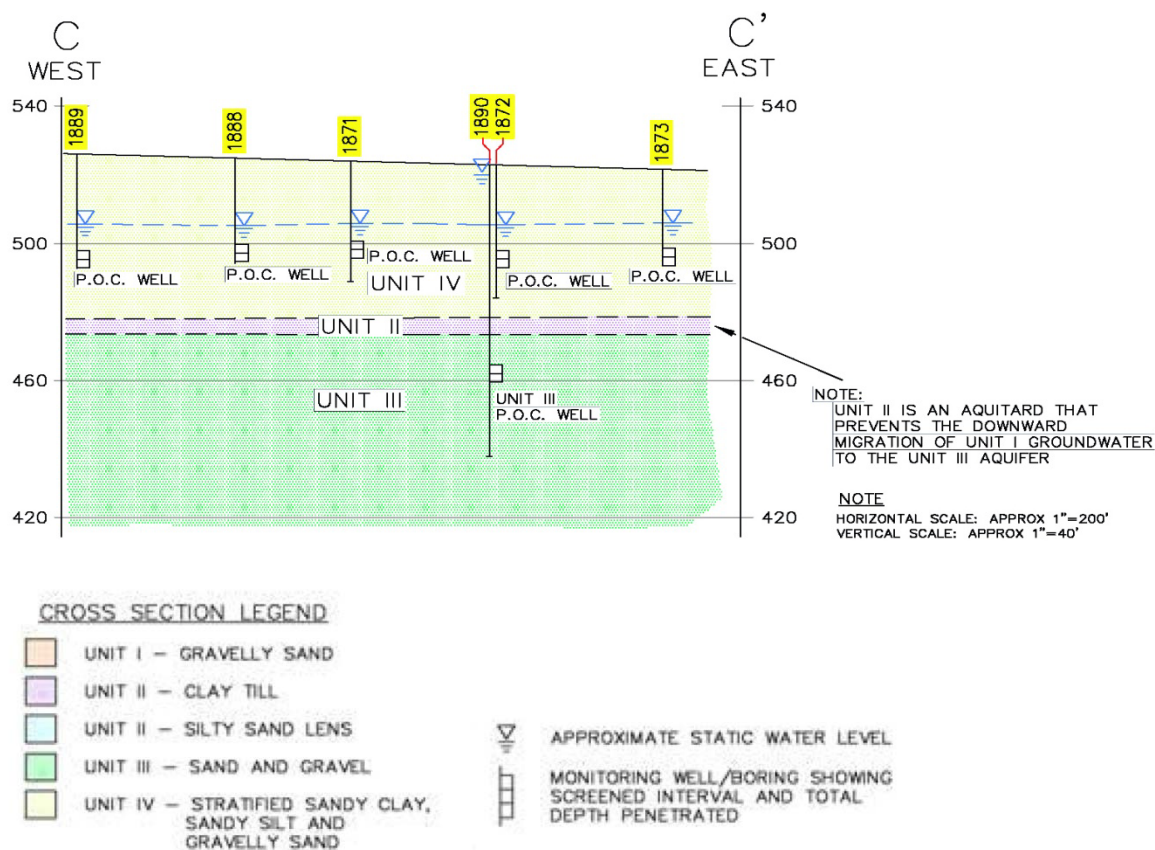 C
WEST
C'
EAST
540
540
1889
1888
1871
1890
1872
1873
500
500
P.O.C. WELL
P.O.C. WELL
P.O.C. WELL
P.O.C. WELL
P.O.C. WELL
UNIT IV
UNIT II
460
460
UNIT III
UNIT III
P.O.C. WELL
NOTE:
UNIT II IS AN AQUITARD THAT
PREVENTS THE DOWNWARD
MIGRATION OF UNIT I GROUNDWATER
TO THE UNIT III AQUIFER
420
420
NOTE
HORIZONTAL SCALE: APPROX 1"=200'
VERTICAL SCALE: APPROX 1"=40'
CROSS SECTION LEGEND
UNIT I – GRAVELLY SAND
UNIT II – CLAY TILL
UNIT II – SILTY SAND LENS
UNIT III – SAND AND GRAVEL
UNIT IV – STRATIFIED SANDY CLAY,
SANDY SILT AND
GRAVELLY SAND
APPROXIMATE STATIC WATER LEVEL
MONITORING WELL/BORING SHOWING
SCREENED INTERVAL AND TOTAL
DEPTH PENETRATED